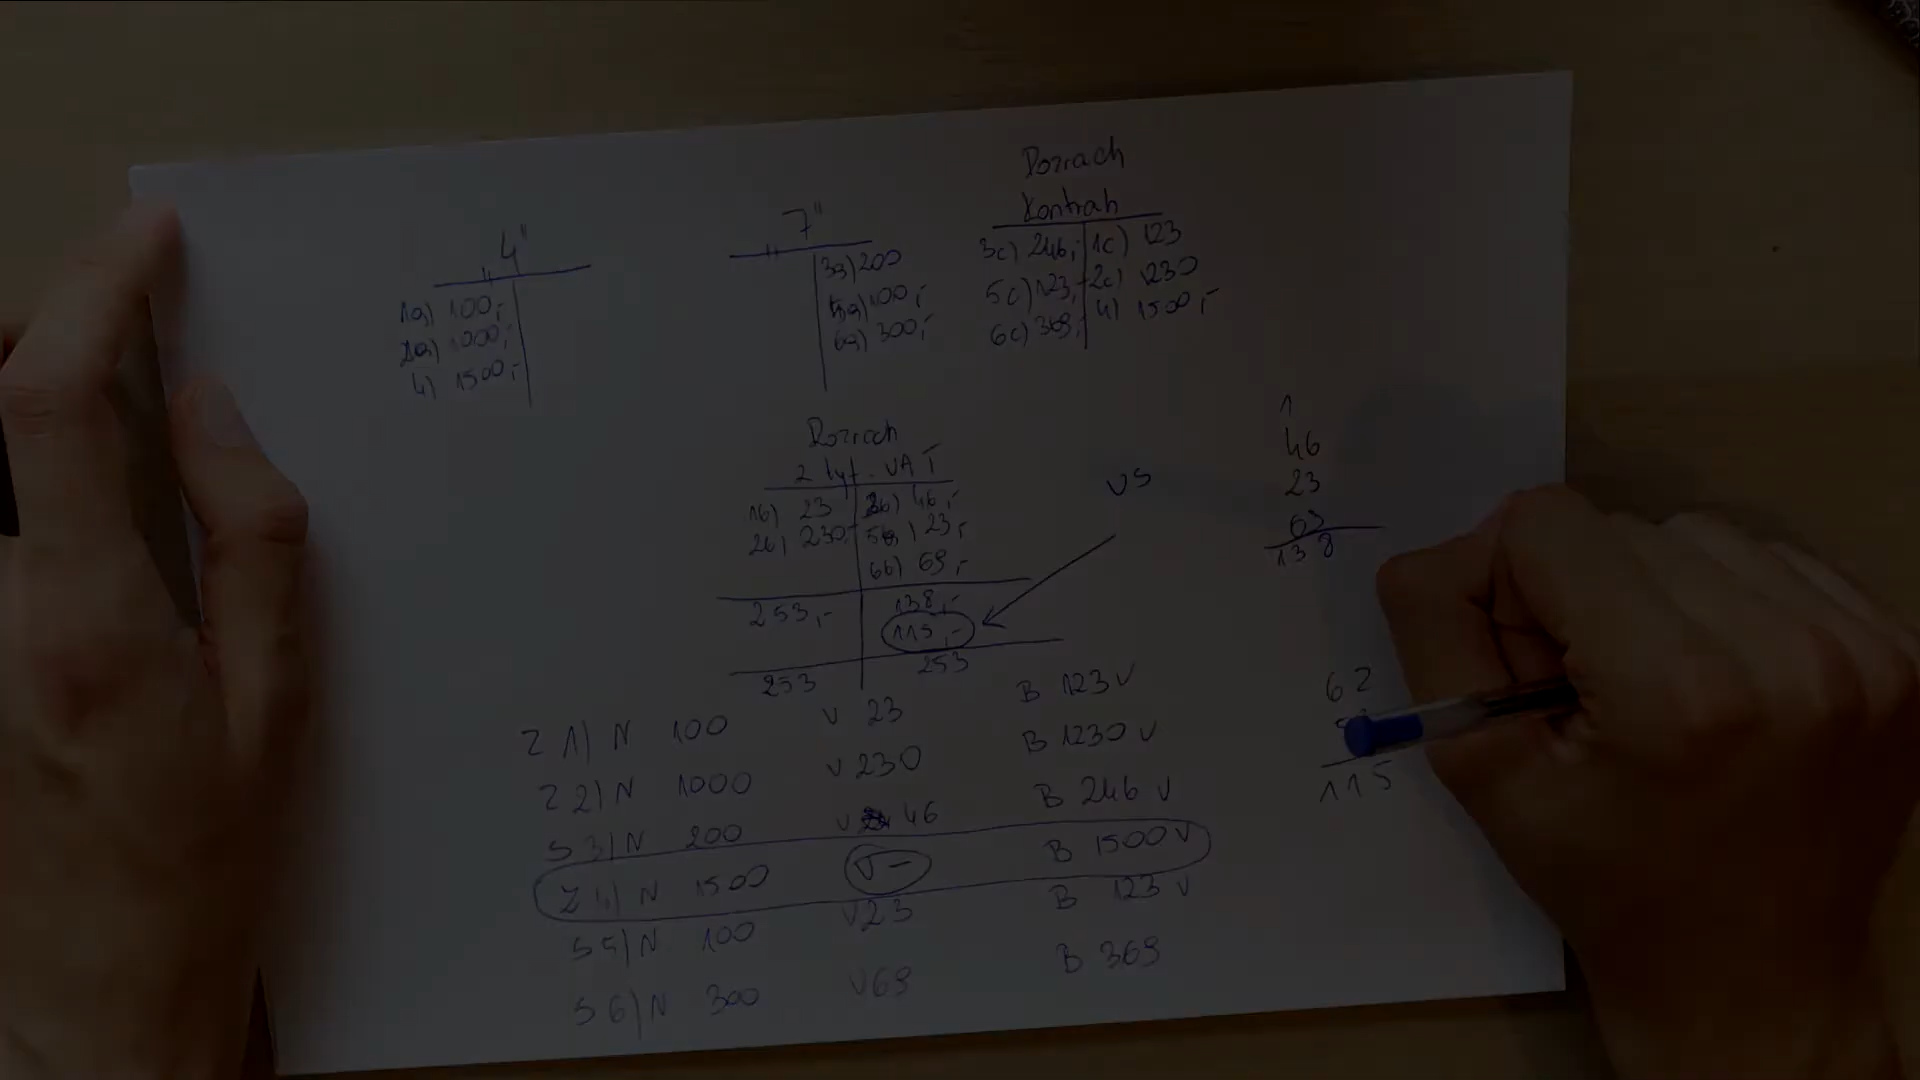 Rozrach
Kontrah
3c) 246,- 1c) 123
5c) 123,- 2c) 1230
6c) 369,- 4) 1500,-
"4"
1a) 100,-
2a) 1000,-
4) 1500,-
"7"
3a) 200
5a) 100,-
6a) 300,-
Rozrach
z tyt. VAT
1b) 23 3b) 46,-
2b) 230,- 5b) 23,-
6b) 69,-
253,- 138,-
115,-
253 253
US
1
46
23
69
138
115
Z 1) N 100 V 23 B 123 V
Z 2) N 1000 V 230 B 1230 V
S 3) N 200 V 46 B 246 V
Z 4) N 1500 V - B 1500 V
S 5) N 100 V 23 B 123 V
S 6) N 300 V 69 B 369